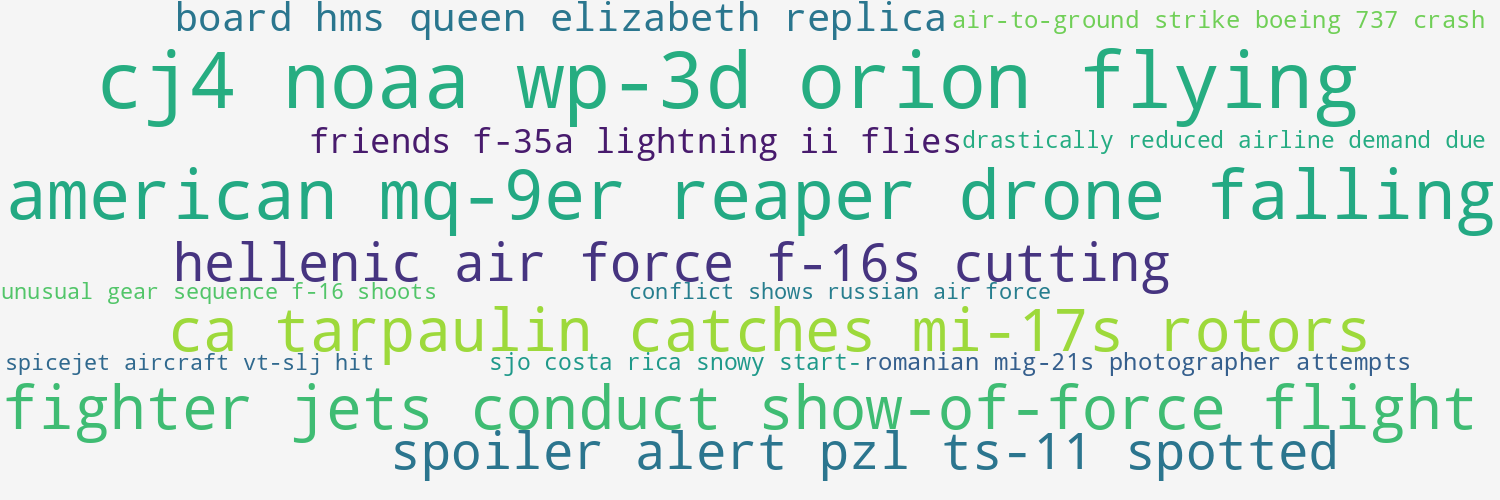 board hms queen elizabeth replica
air-to-ground strike boeing 737 crash
cj4 noaa wp-3d orion flying
friends f-35a lightning ii flies
drastically reduced airline demand due
american mq-9er reaper drone falling
hellenic air force f-16s cutting
unusual gear sequence f-16 shoots
conflict shows russian air force
ca tarpaulin catches mi-17s rotors
spicejet aircraft vt-slj hit
sjo costa rica snowy start-
romanian mig-21s photographer attempts
fighter jets conduct show-of-force flight
spoiler alert pzl ts-11 spotted